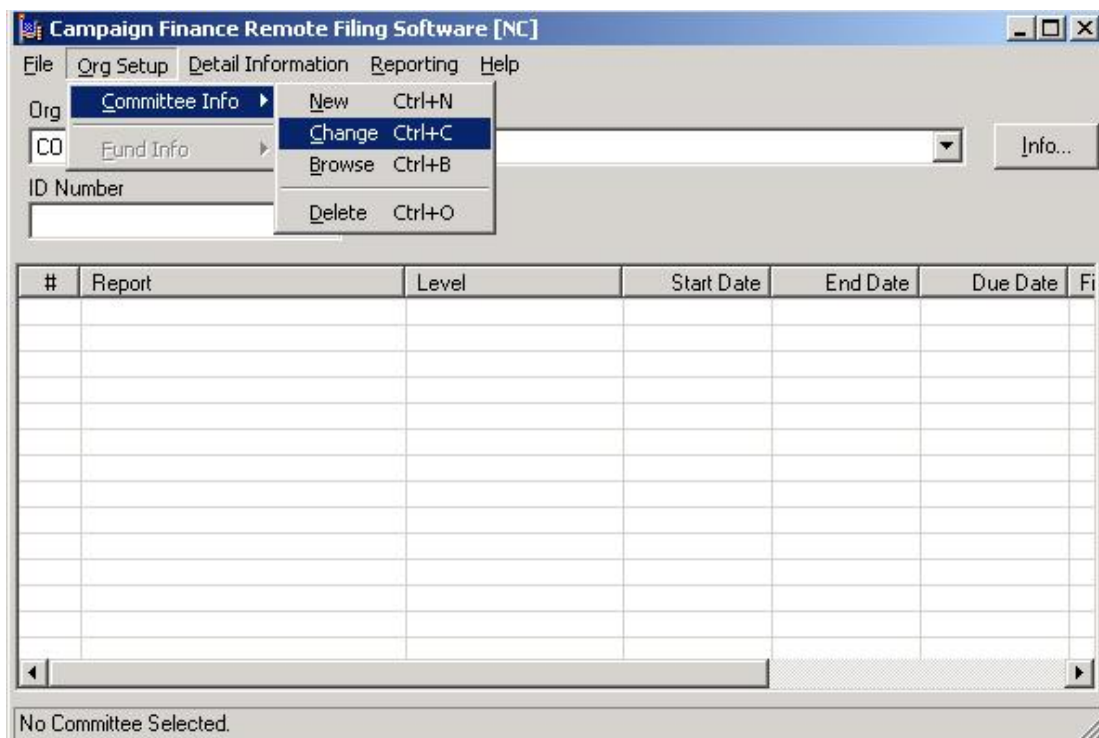 Campaign Finance Remote Filing Software [NC]
File Org Setup Detail Information Reporting Help
Committee Info New Ctrl+N
Org
Change Ctrl+C
CO Fund Info Info...
Browse Ctrl+B
ID Number
Delete Ctrl+O
# Report Level Start Date End Date Due Date Fi
No Committee Selected.